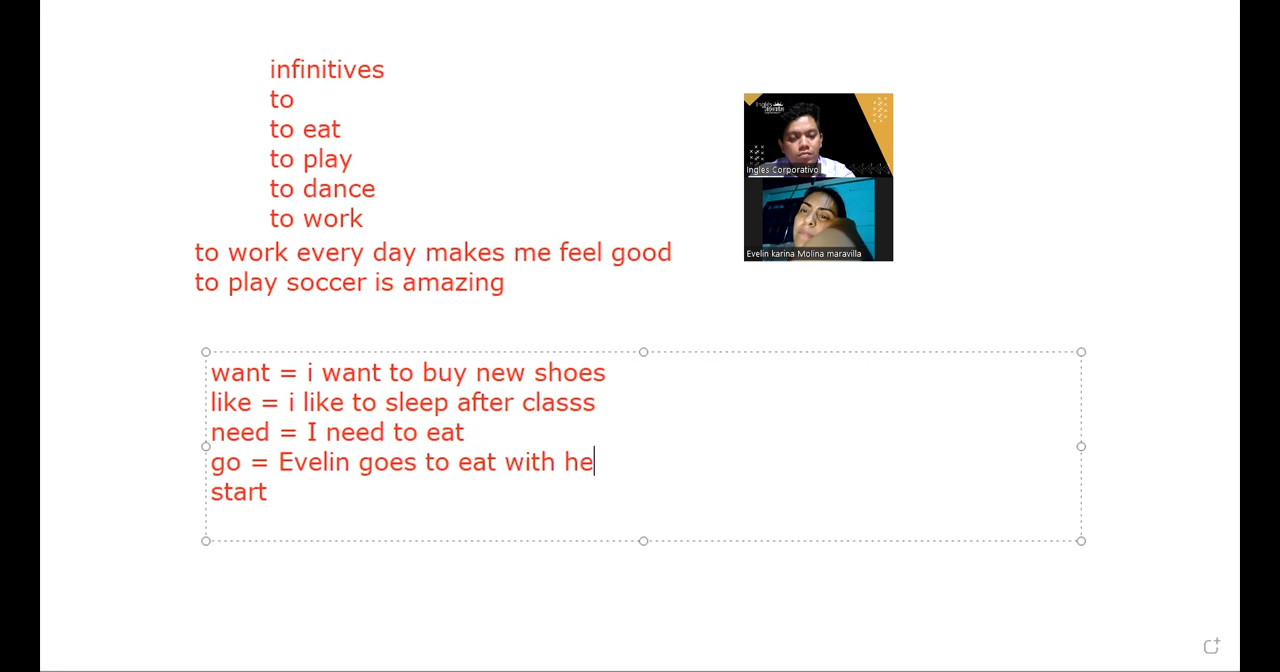 infinitives
to
to eat
to play
to dance
to work
to work every day makes me feel good
to play soccer is amazing
Inglés
Ingles Corporativo
Evelin karina Molina maravilla
want = i want to buy new shoes
like = i like to sleep after classs
need = I need to eat
go = Evelin goes to eat with he
start